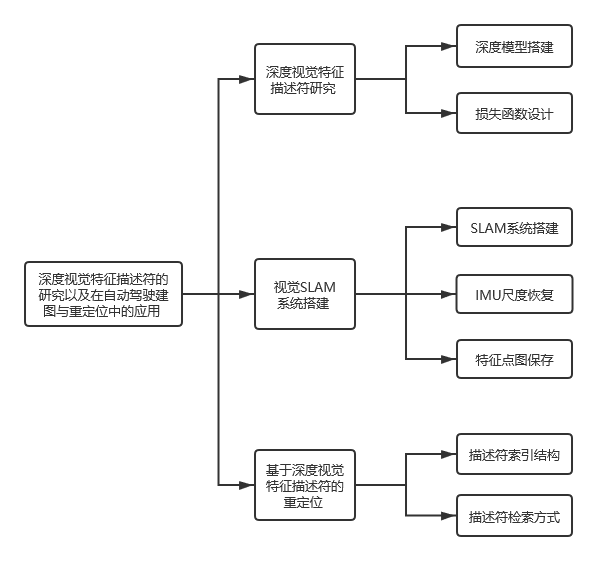 深度视觉特征描述符的
研究以及在自动驾驶建
图与重定位中的应用
深度视觉特征
描述符研究
深度模型搭建
损失函数设计
视觉SLAM
系统搭建
SLAM系统搭建
IMU尺度恢复
特征点图保存
基于深度视觉
特征描述符的
重定位
描述符索引结构
描述符检索方式